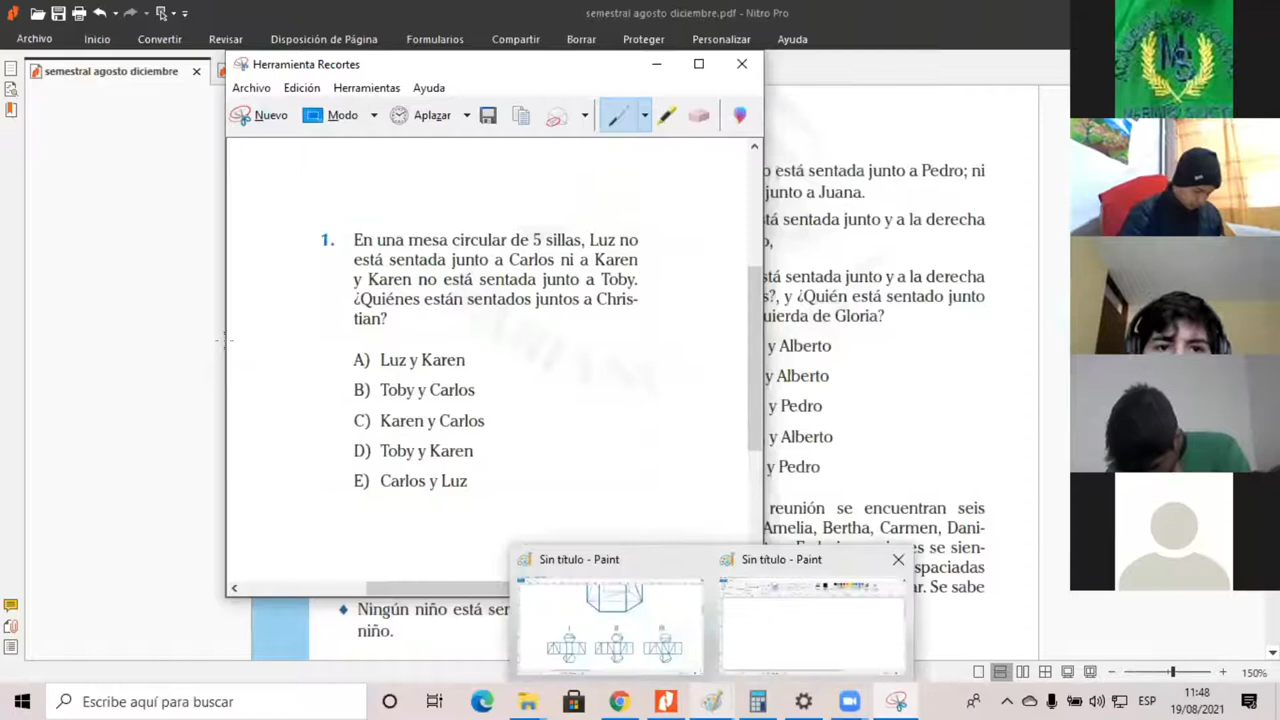 semestral agosto diciembre.pdf - Nitro Pro
Archivo Inicio Convertir Revisar Disposición de Página Formularios Compartir Borrar Proteger Personalizar Ayuda
semestral agosto diciembre
Herramienta Recortes
Archivo Edición Herramientas Ayuda
Nuevo Modo Aplazar
1. En una mesa circular de 5 sillas, Luz no
está sentada junto a Carlos ni a Karen
y Karen no está sentada junto a Toby.
¿Quiénes están sentados juntos a Chris-
tian?
A) Luz y Karen
B) Toby y Carlos
C) Karen y Carlos
D) Toby y Karen
E) Carlos y Luz
o está sentada junto a Pedro; ni
junto a Juana.
stá sentada junto y a la derecha
o,
stá sentada junto y a la derecha
s?, y ¿Quién está sentado junto
uierda de Gloria?
y Alberto
y Alberto
y Pedro
y Alberto
y Pedro
reunión se encuentran seis
Amelia, Bertha, Carmen, Dani-
es se sien-
spaciadas
ar. Se sabe
Ningún niño está ser
niño.
Sin título - Paint
Sin título - Paint
150%
Escribe aquí para buscar
ESP
11:48
19/08/2021